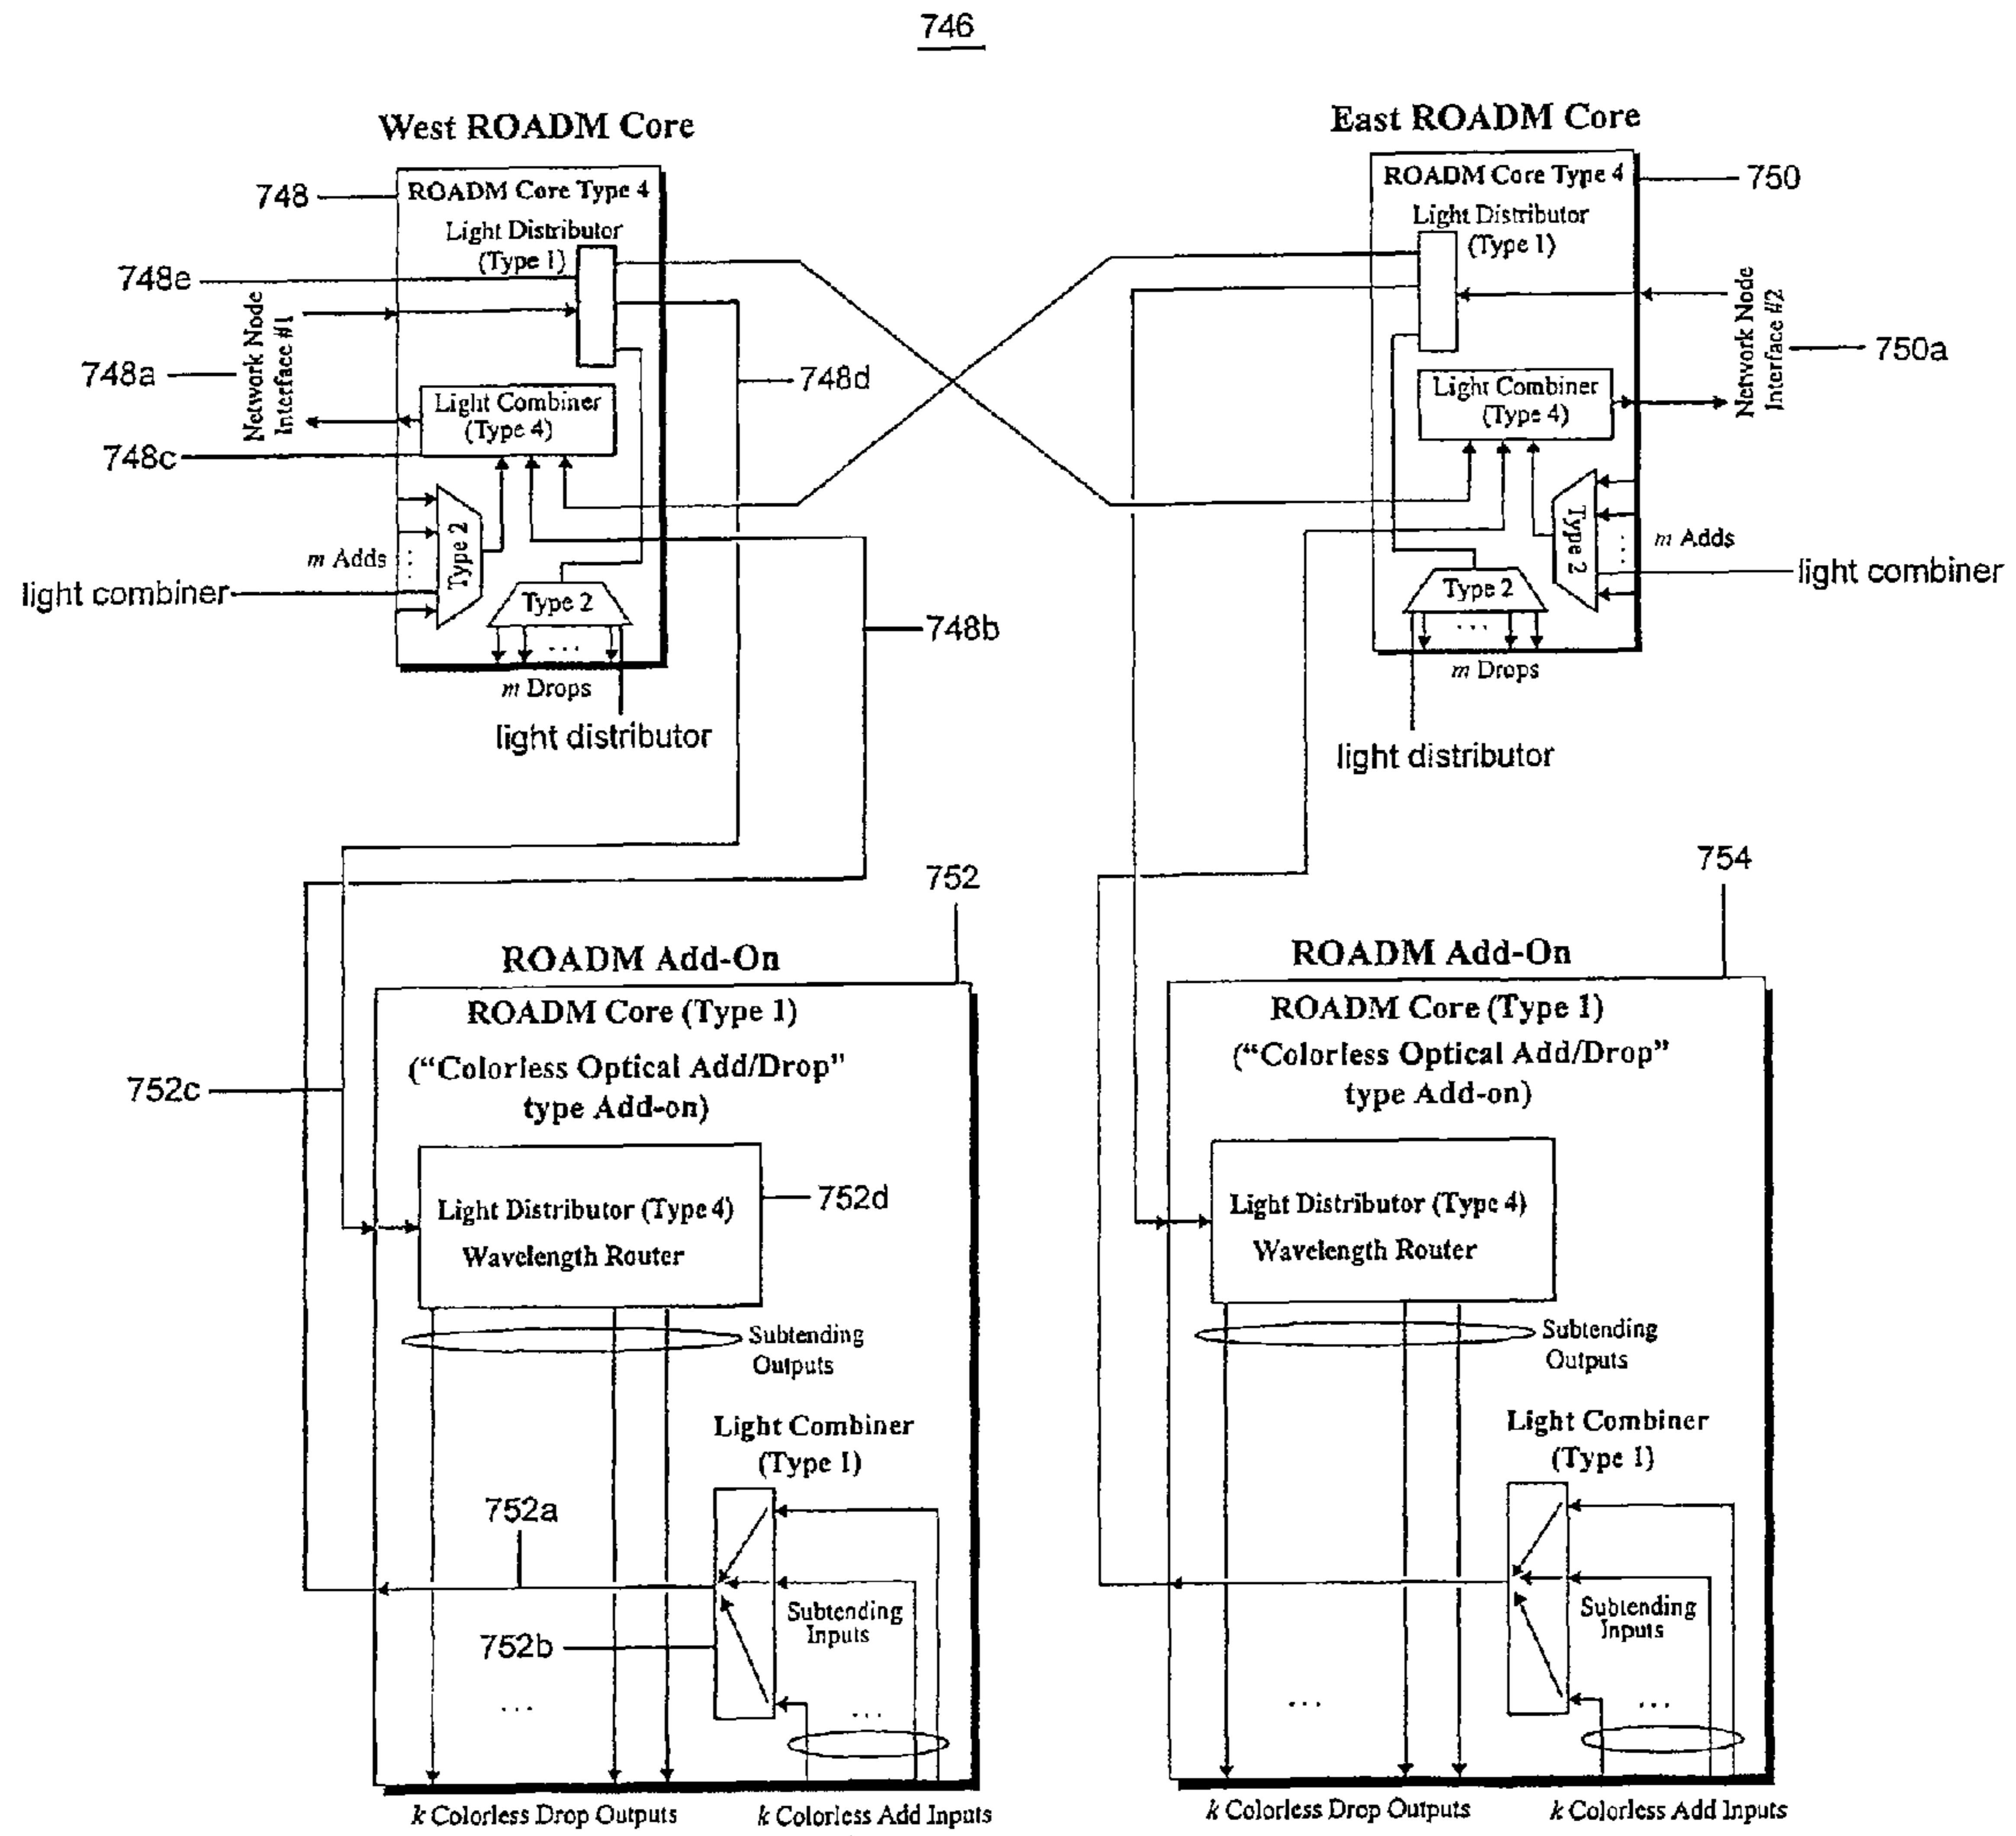 746
West ROADM Core
East ROADM Core
748
ROADM Core Type 4
Light Distributor
(Type 1)
748e
Network Node
Interface #1
748a
748d
Light Combiner
(Type 4)
748c
m Adds
...
Type 2
light combiner
Type 2
...
m Drops
light distributor
748b
ROADM Core Type 4
750
Light Distributor
(Type 1)
Network Node
Interface #2
750a
Light Combiner
(Type 4)
Type 2
...
m Adds
light combiner
Type 2
...
m Drops
light distributor
752
754
ROADM Add-On
ROADM Core (Type 1)
("Colorless Optical Add/Drop"
type Add-on)
752c
Light Distributor (Type 4)
Wavelength Router
752d
Subtending
Outputs
Light Combiner
(Type 1)
752a
Subtending
Inputs
752b
...
...
k Colorless Drop Outputs
k Colorless Add Inputs
ROADM Add-On
ROADM Core (Type 1)
("Colorless Optical Add/Drop"
type Add-on)
Light Distributor (Type 4)
Wavelength Router
Subtending
Outputs
Light Combiner
(Type 1)
Subtending
Inputs
...
...
k Colorless Drop Outputs
k Colorless Add Inputs